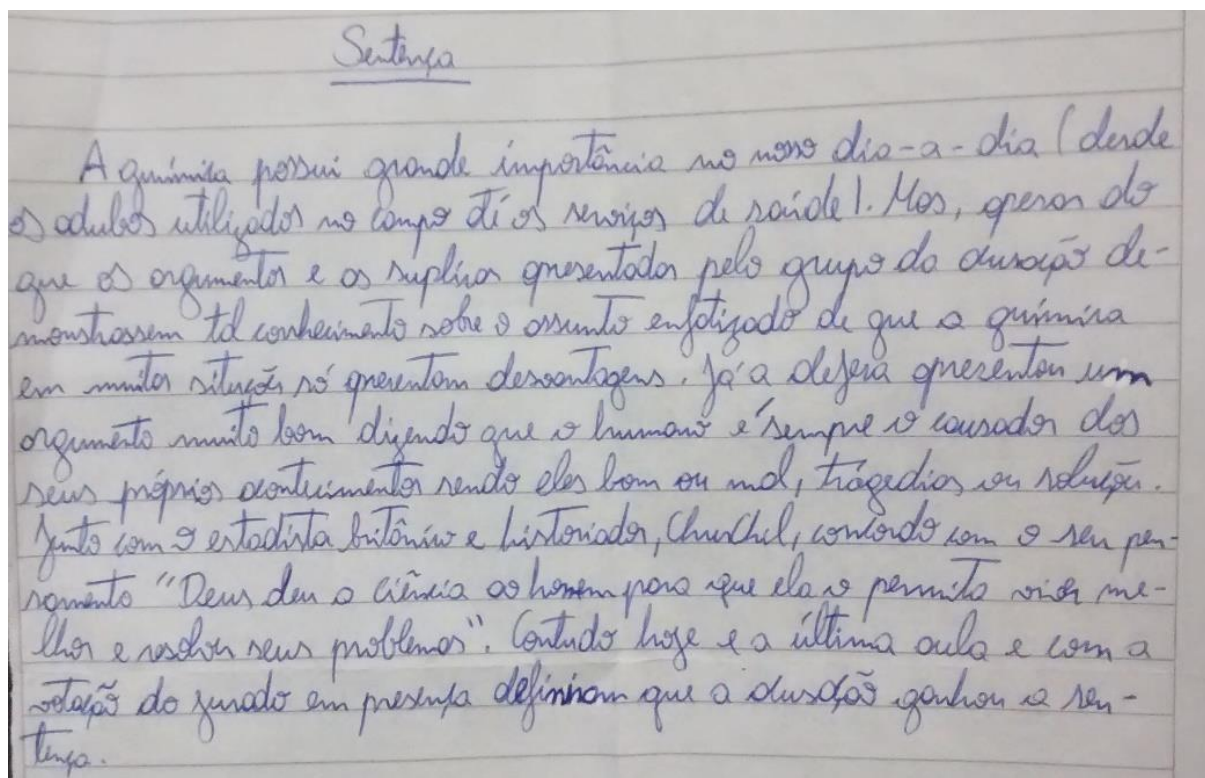 Sentença
A química possui grande importância no nosso dia-a-dia (desde
os adubos utilizados no campo té os serviços de saúde). Mas, apesar do
que os argumentos e as súplicas apresentados pelo grupo da acusação de-
monstrassem tal conhecimento sobre o assunto enfatizado de que a química
em muitas situações só apresentam desvantagens. Já a defesa apresentou um
argumento muito bom dizendo que o humano é sempre o causador dos
seus próprios acontecimentos sendo eles bom ou mal, trágedias ou soluções.
Junto com o estadista britânico e historiador, Churchil, concordo com o seu pen-
samento "Deus deu a ciência ao homem para que ela o permita viver me-
lhor e resolver seus problemas". Contudo hoje e a última aula e com a
votação do jurado em presença definiram que a acusação ganhou a sen-
tença.